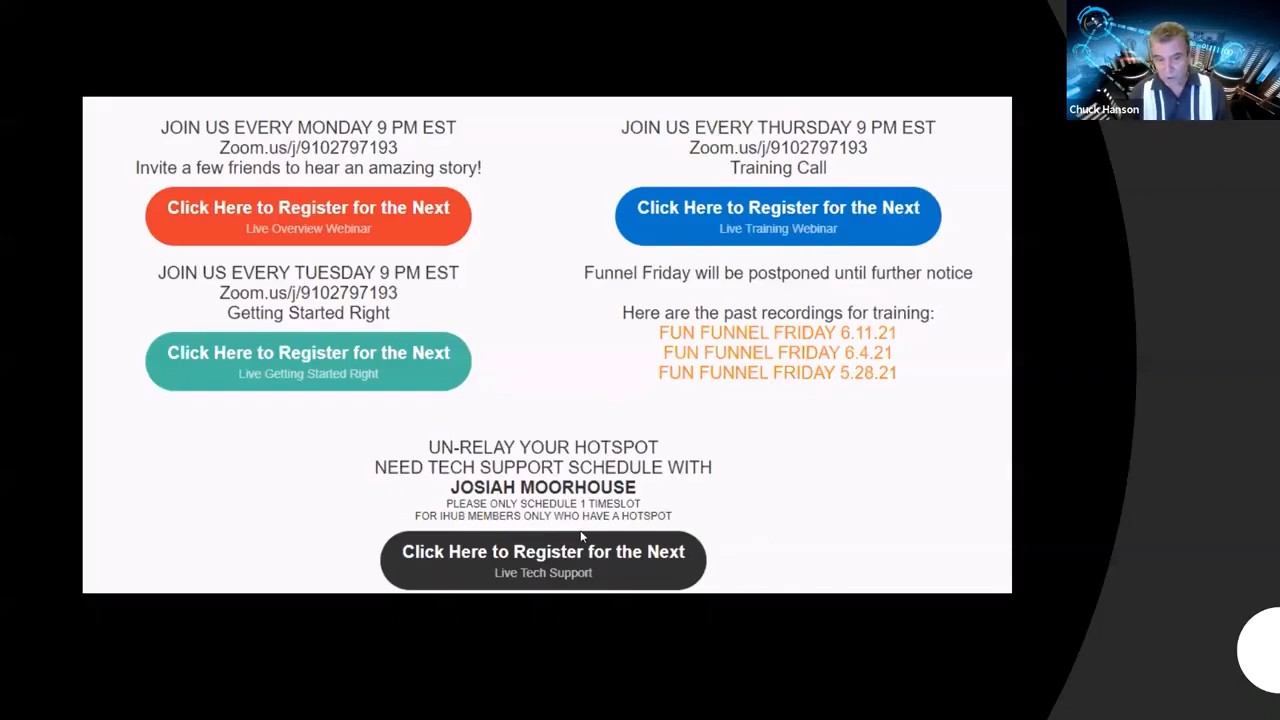 JOIN US EVERY MONDAY 9 PM EST
Zoom.us/j/9102797193
Invite a few friends to hear an amazing story!
Click Here to Register for the Next
Live Overview Webinar
JOIN US EVERY TUESDAY 9 PM EST
Zoom.us/j/9102797193
Getting Started Right
Click Here to Register for the Next
Live Getting Started Right
JOIN US EVERY THURSDAY 9 PM EST
Zoom.us/j/9102797193
Training Call
Click Here to Register for the Next
Live Training Webinar
Funnel Friday will be postponed until further notice
Here are the past recordings for training:
FUN FUNNEL FRIDAY 6.11.21
FUN FUNNEL FRIDAY 6.4.21
FUN FUNNEL FRIDAY 5.28.21
UN-RELAY YOUR HOTSPOT
NEED TECH SUPPORT SCHEDULE WITH
JOSIAH MOORHOUSE
PLEASE ONLY SCHEDULE 1 TIMESLOT
FOR IHUB MEMBERS ONLY WHO HAVE A HOTSPOT
Click Here to Register for the Next
Live Tech Support
Chuck Hanson